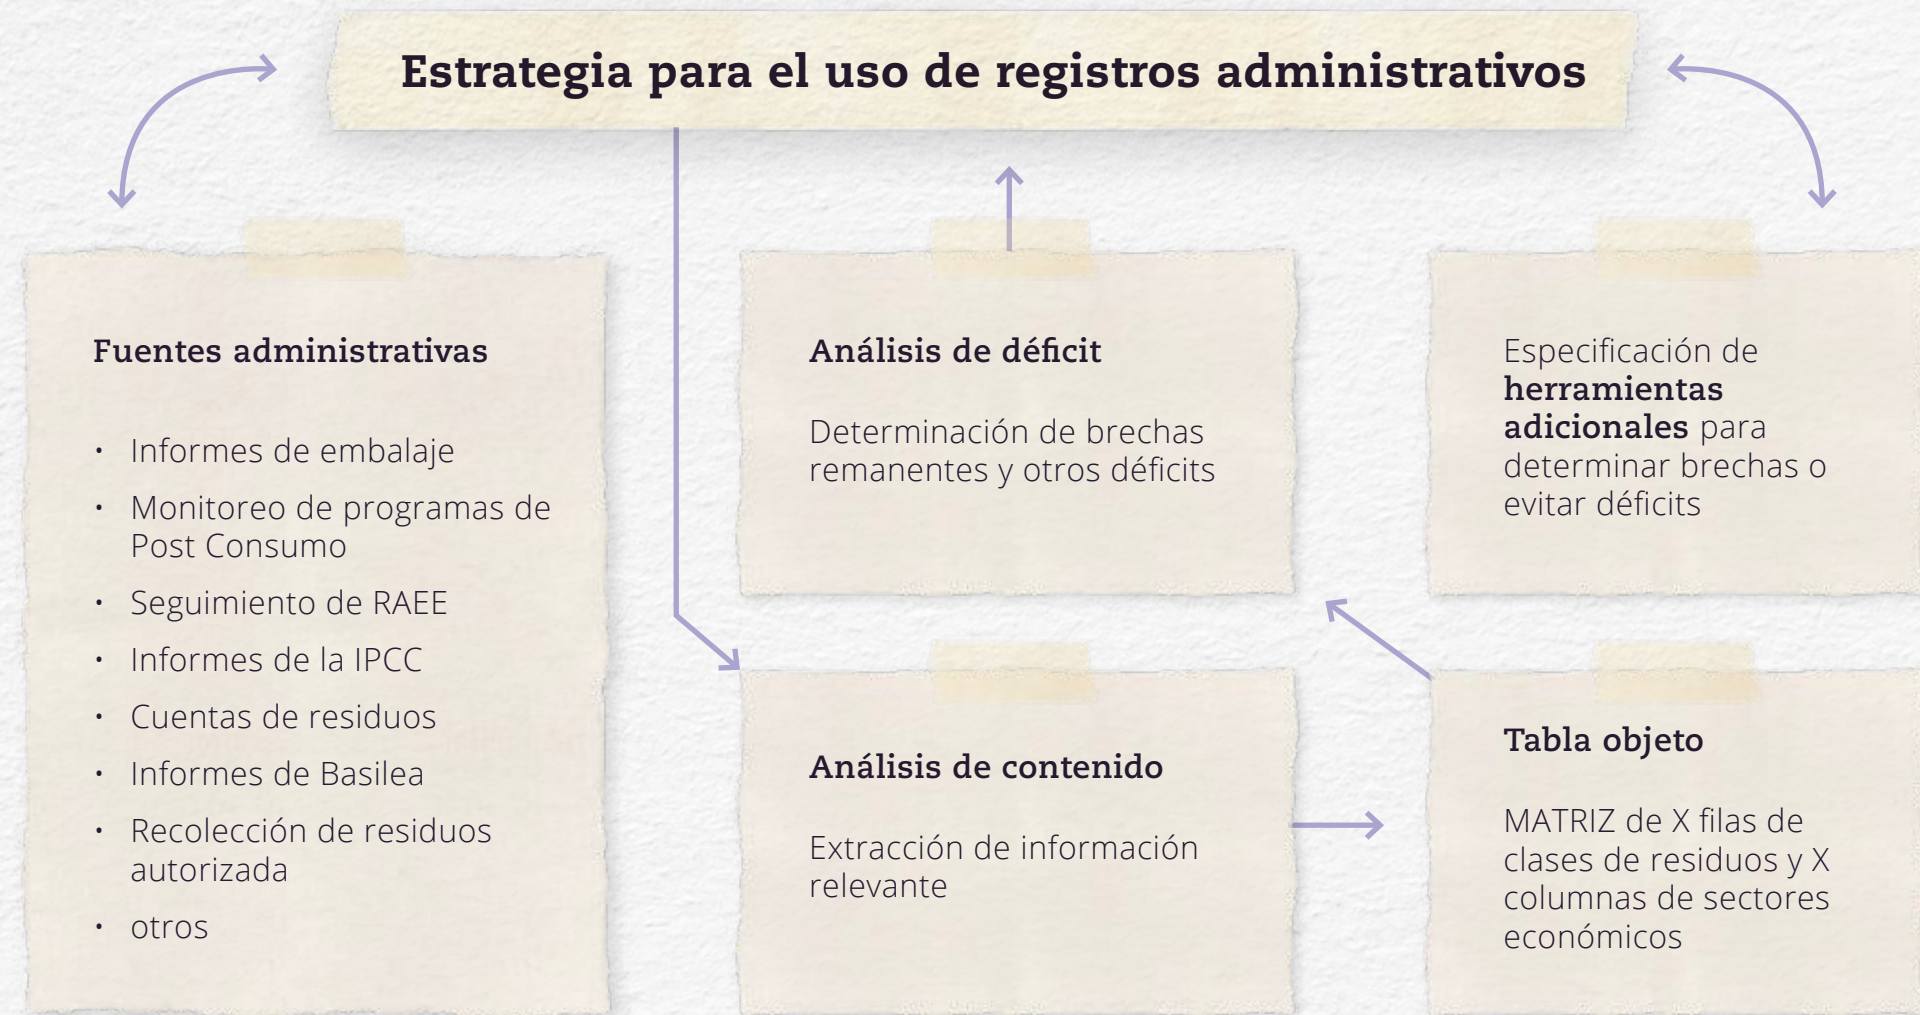 Estrategia para el uso de registros administrativos
Fuentes administrativas
• Informes de embalaje
• Monitoreo de programas de
Post Consumo
• Seguimiento de RAEE
• Informes de la IPCC
• Cuentas de residuos
• Informes de Basilea
• Recolección de residuos
autorizada
• otros
Análisis de déficit
Determinación de brechas
remanentes y otros déficits
Especificación de
herramientas
adicionales para
determinar brechas o
evitar déficits
Análisis de contenido
Extracción de información
relevante
Tabla objeto
MATRIZ de X filas de
clases de residuos y X
columnas de sectores
económicos